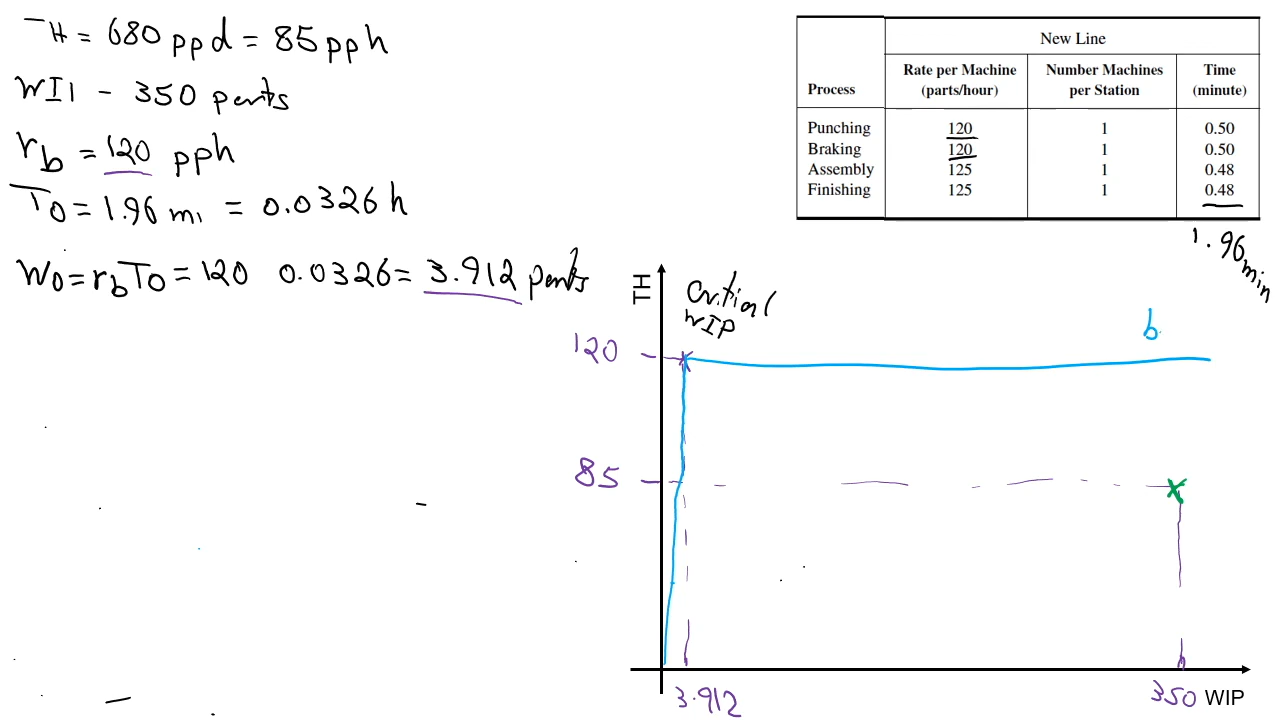 TH = 680 ppd = 85 pph
WI1 - 350 parts
rb = 120 pph
T0 = 1.96 mi = 0.0326 h
W0 = rbT0 = 120 0.0326 = 3.912 parts
New Line
Process Rate per Machine (parts/hour) Number Machines per Station Time (minute)
Punching 120 1 0.50
Braking 120 1 0.50
Assembly 125 1 0.48
Finishing 125 1 0.48
1.96 min
TH
Critical
WIP
b
120
85
3.912
350 WIP